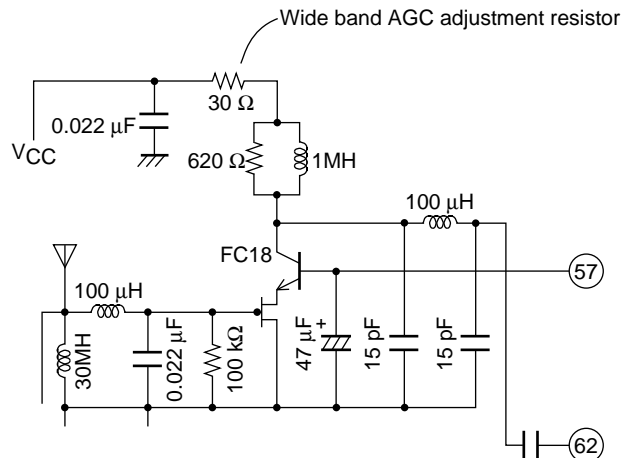 Wide band AGC adjustment resistor
30 Ω
0.022 μF
VCC
620 Ω
1MH
100 μH
FC18
57
100 μH
30MH
0.022 μF
100 kΩ
47 μF
+
15 pF
15 pF
62